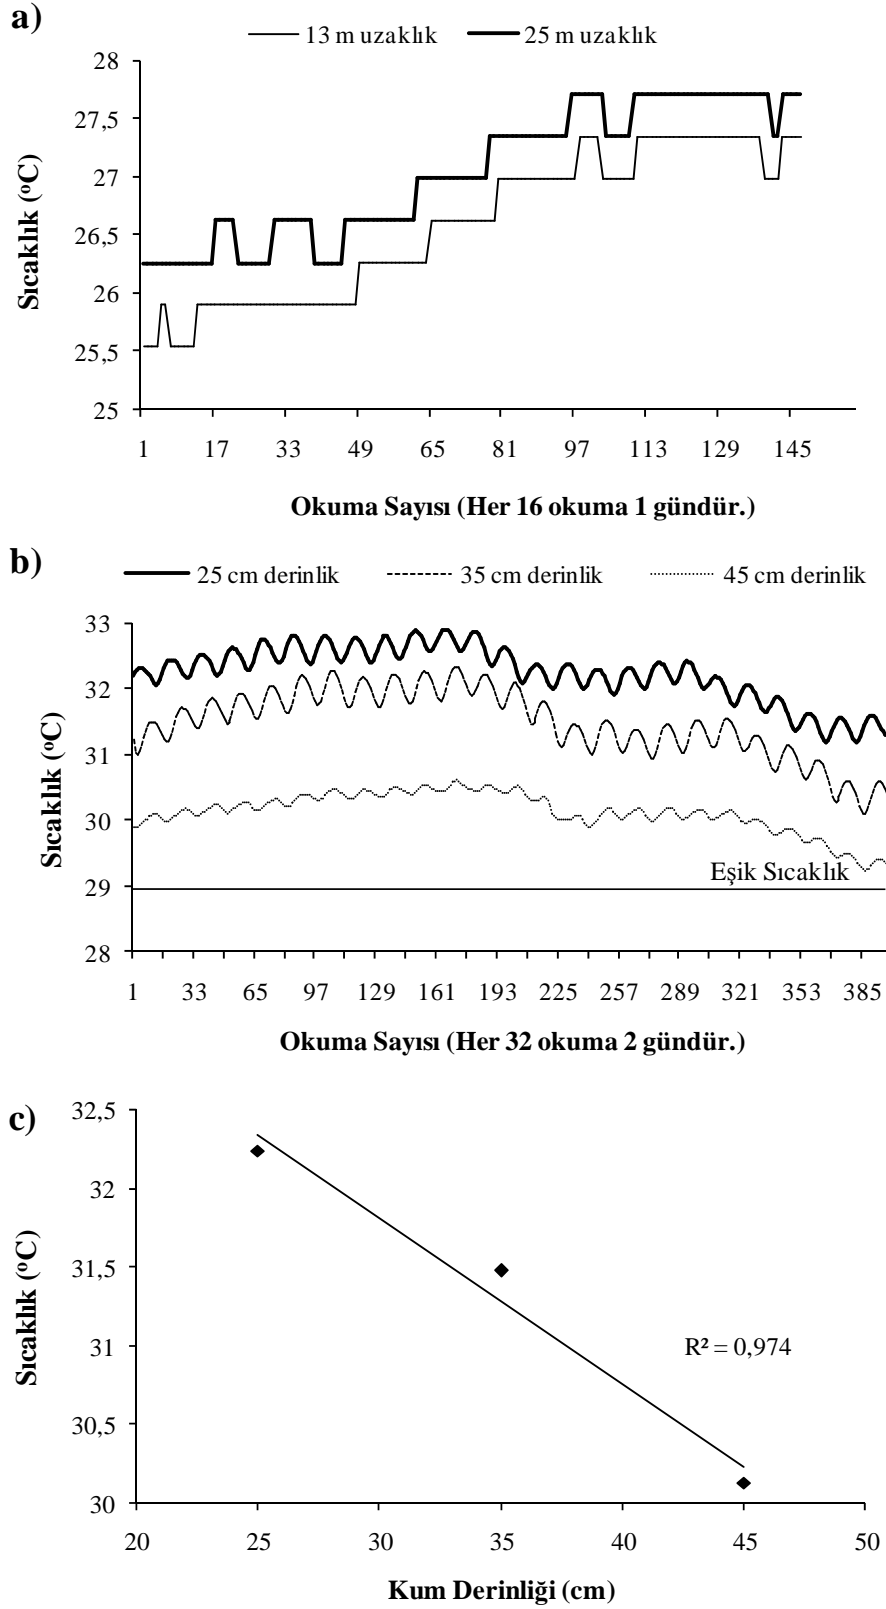 a)
13 m uzaklık 25 m uzaklık
28
27,5
27
26,5
26
25,5
25
Sıcaklık (ºC)
1 17 33 49 65 81 97 113 129 145
Okuma Sayısı (Her 16 okuma 1 gündür.)
b)
25 cm derinlik 35 cm derinlik 45 cm derinlik
33
32
31
30
29
28
Sıcaklık (ºC)
Eşik Sıcaklık
1 33 65 97 129 161 193 225 257 289 321 353 385
Okuma Sayısı (Her 32 okuma 2 gündür.)
c)
32,5
32
31,5
31
30,5
30
Sıcaklık (ºC)
R² = 0,974
20 25 30 35 40 45 50
Kum Derinliği (cm)